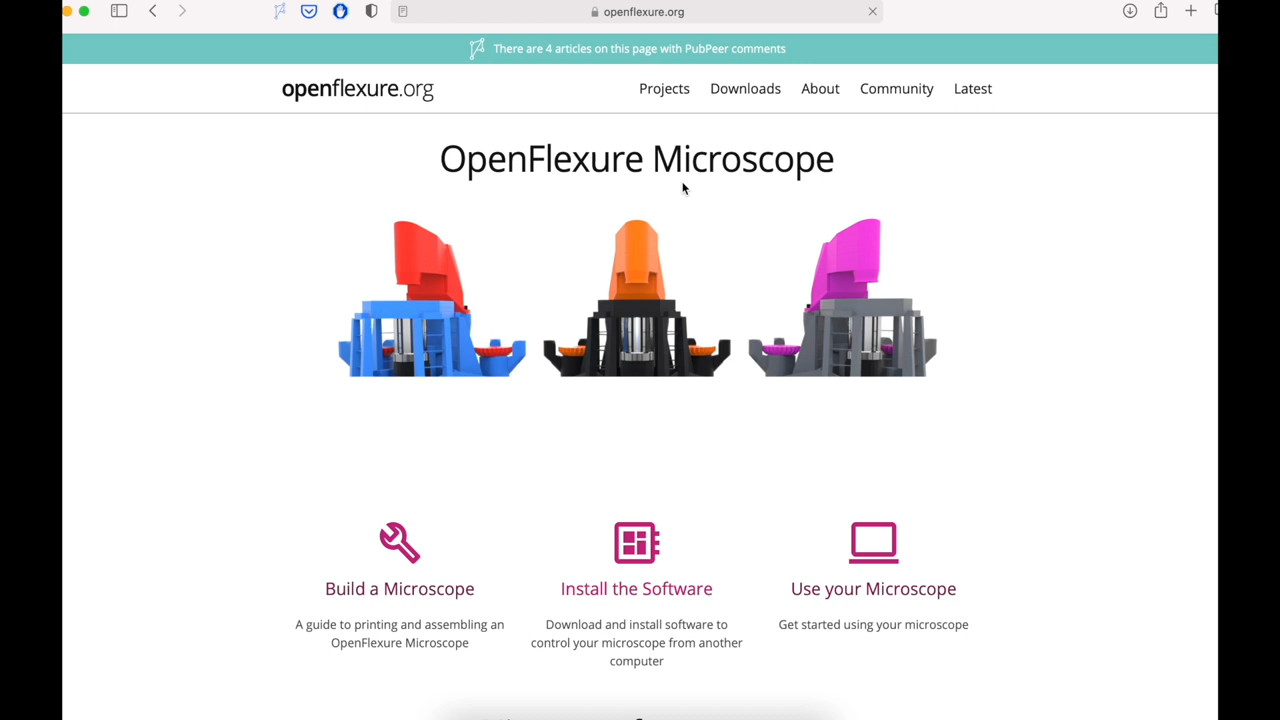 openflexure.org
There are 4 articles on this page with PubPeer comments
openflexure.org
Projects Downloads About Community Latest
OpenFlexure Microscope
Build a Microscope
A guide to printing and assembling an
OpenFlexure Microscope
Install the Software
Download and install software to
control your microscope from another
computer
Use your Microscope
Get started using your microscope